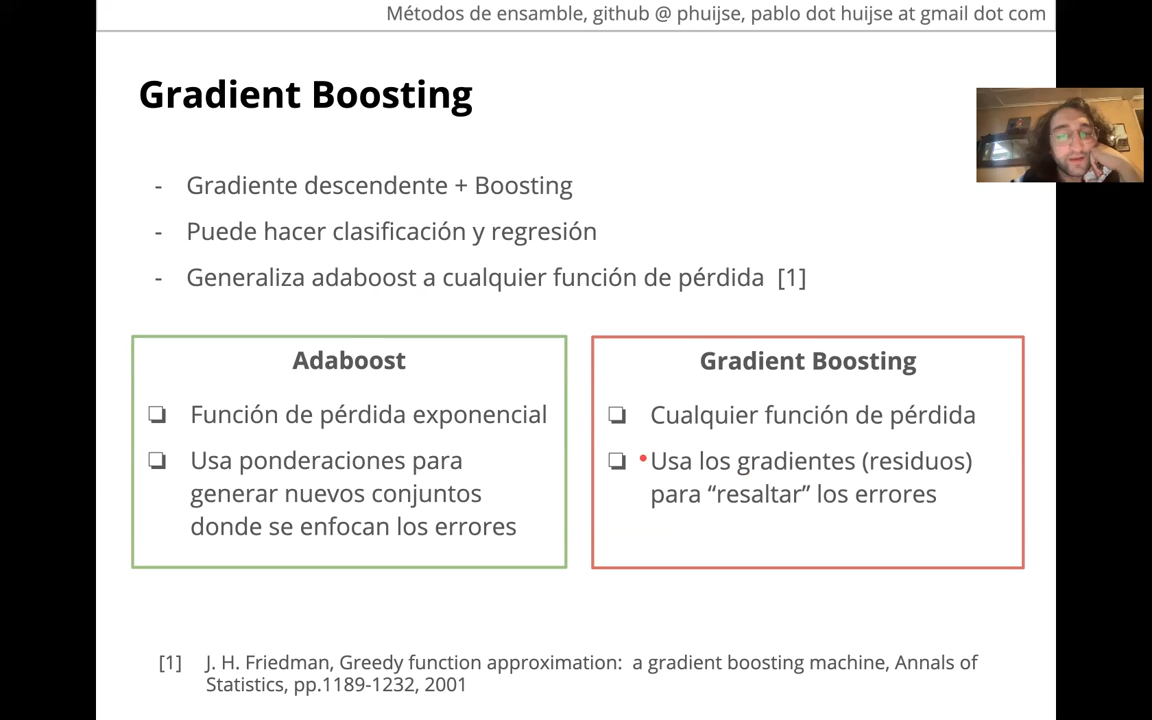 Métodos de ensamble, github @ phuijse, pablo dot huijse at gmail dot com
Gradient Boosting
- Gradiente descendente + Boosting
- Puede hacer clasificación y regresión
- Generaliza adaboost a cualquier función de pérdida [1]
Adaboost
❏ Función de pérdida exponencial
❏ Usa ponderaciones para
generar nuevos conjuntos
donde se enfocan los errores
Gradient Boosting
❏ Cualquier función de pérdida
❏ Usa los gradientes (residuos)
para “resaltar” los errores
[1] J. H. Friedman, Greedy function approximation: a gradient boosting machine, Annals of
Statistics, pp.1189-1232, 2001